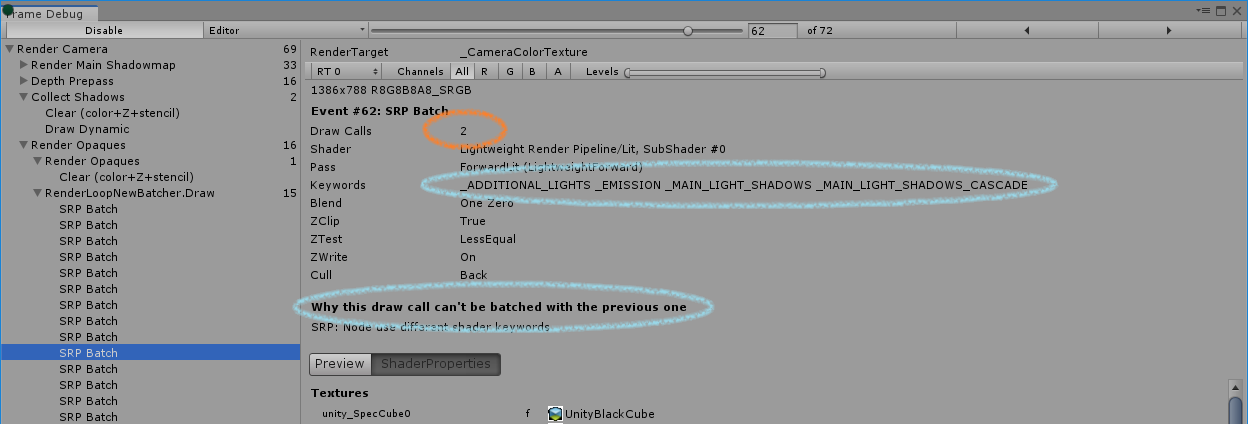 Frame Debug
Disable Editor 62 of 72
Render Camera 69
Render Main Shadowmap 33
Depth Prepass 16
Collect Shadows 2
Clear (color+Z+stencil)
Draw Dynamic
Render Opaques 16
Render Opaques 1
Clear (color+Z+stencil)
RenderLoopNewBatcher.Draw 15
SRP Batch
SRP Batch
SRP Batch
SRP Batch
SRP Batch
SRP Batch
SRP Batch
SRP Batch
SRP Batch
SRP Batch
SRP Batch
SRP Batch
SRP Batch
SRP Batch
RenderTarget _CameraColorTexture
RT 0 Channels All R G B A Levels
1386x788 R8G8B8A8_SRGB
Event #62: SRP Batch
Draw Calls 2
Shader Lightweight Render Pipeline/Lit, SubShader #0
Pass ForwardLit (LightweightForward)
Keywords _ADDITIONAL_LIGHTS _EMISSION _MAIN_LIGHT_SHADOWS _MAIN_LIGHT_SHADOWS_CASCADE
Blend One Zero
ZClip True
ZTest LessEqual
ZWrite On
Cull Back
Why this draw call can't be batched with the previous one
SRP: Node use different shader keywords
Preview ShaderProperties
Textures
unity_SpecCube0 f UnityBlackCube